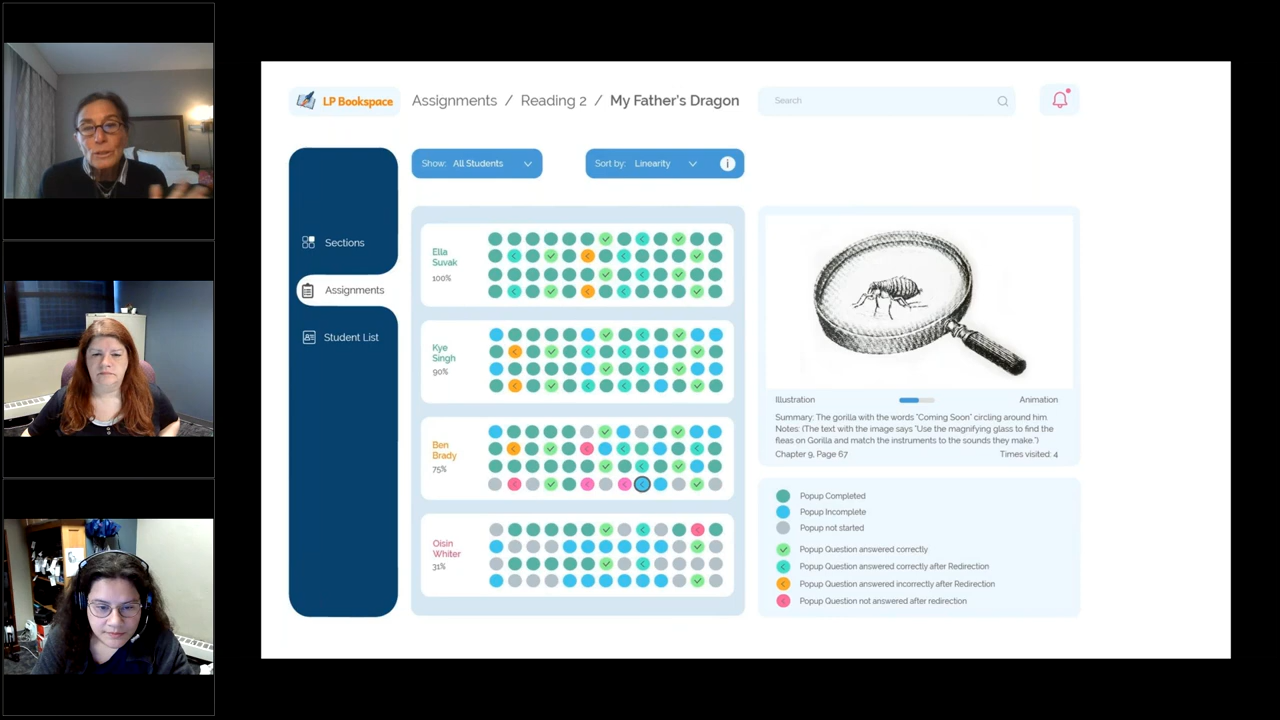 LP Bookspace
Assignments / Reading 2 / My Father's Dragon
Search
Show: All Students
Sort by: Linearity
i
Sections
Assignments
Student List
Ella
Suvak
100%
Kye
Singh
90%
Ben
Brady
75%
Oisin
Whiter
31%
Illustration
Animation
Summary: The gorilla with the words "Coming Soon" circling around him
Notes: (The text with the image says "Use the magnifying glass to find the
fleas on Gorilla and match the instruments to the sounds they make.")
Chapter 9, Page 67
Times visited: 4
Popup Completed
Popup Incomplete
Popup not started
Popup Question answered correctly
Popup Question answered correctly after Redirection
Popup Question answered incorrectly after Redirection
Popup Question not answered after redirection